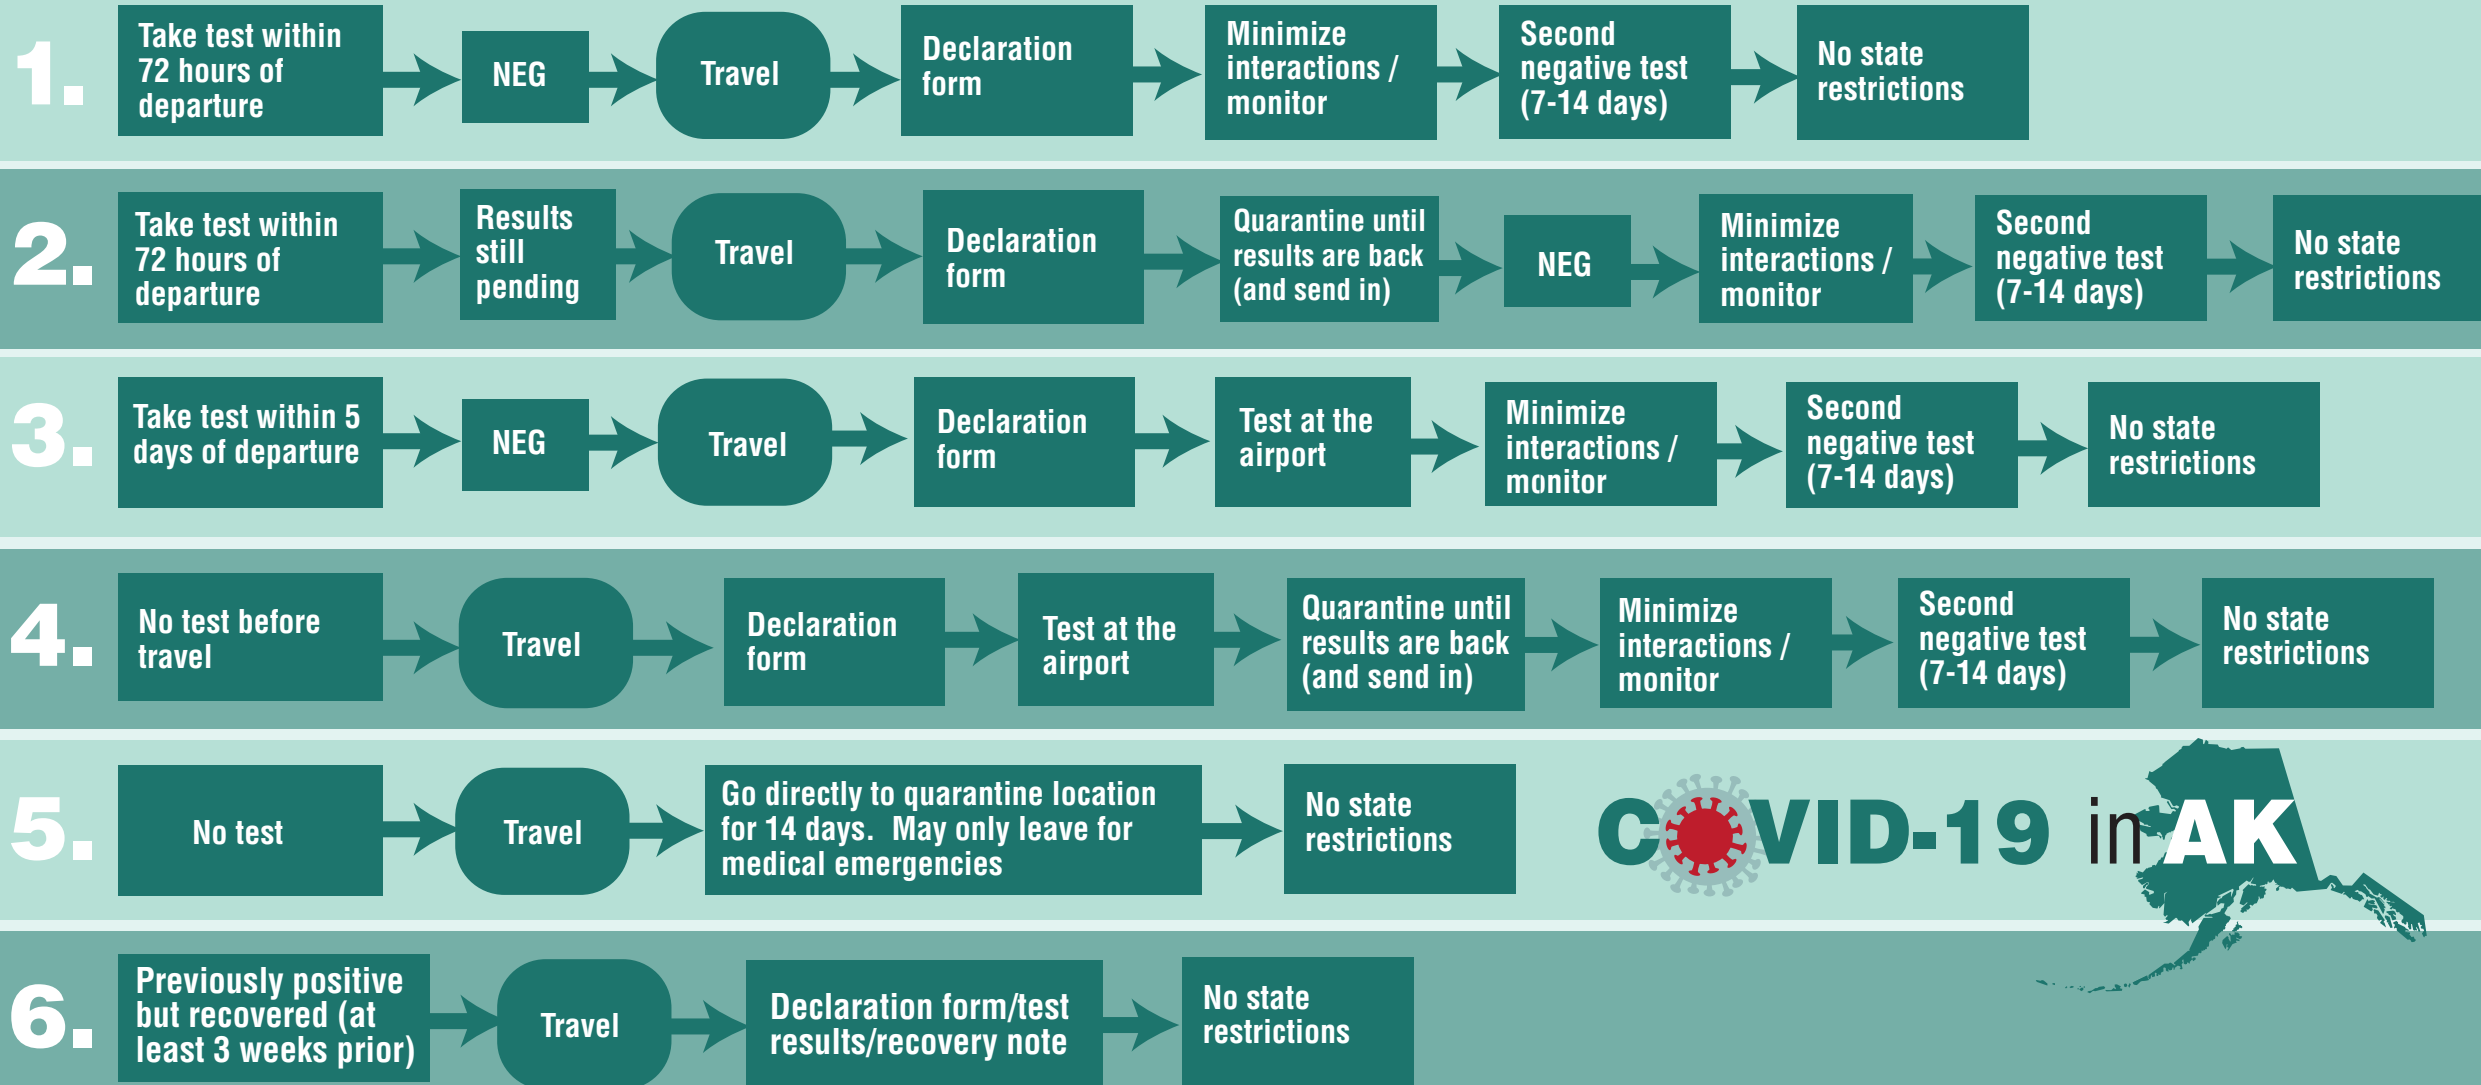 1.
Take test within
72 hours of
departure
NEG
Travel
Declaration
form
Minimize
interactions /
monitor
Second
negative test
(7-14 days)
No state
restrictions
2.
Take test within
72 hours of
departure
Results
still
pending
Travel
Declaration
form
Quarantine until
results are back
(and send in)
NEG
Minimize
interactions /
monitor
Second
negative test
(7-14 days)
No state
restrictions
3.
Take test within 5
days of departure
NEG
Travel
Declaration
form
Test at the
airport
Minimize
interactions /
monitor
Second
negative test
(7-14 days)
No state
restrictions
4.
No test before
travel
Travel
Declaration
form
Test at the
airport
Quarantine until
results are back
(and send in)
Minimize
interactions /
monitor
Second
negative test
(7-14 days)
No state
restrictions
5.
No test
Travel
Go directly to quarantine location
for 14 days.  May only leave for
medical emergencies
No state
restrictions
COVID-19 in AK
6.
Previously positive
but recovered (at
least 3 weeks prior)
Travel
Declaration form/test
results/recovery note
No state
restrictions